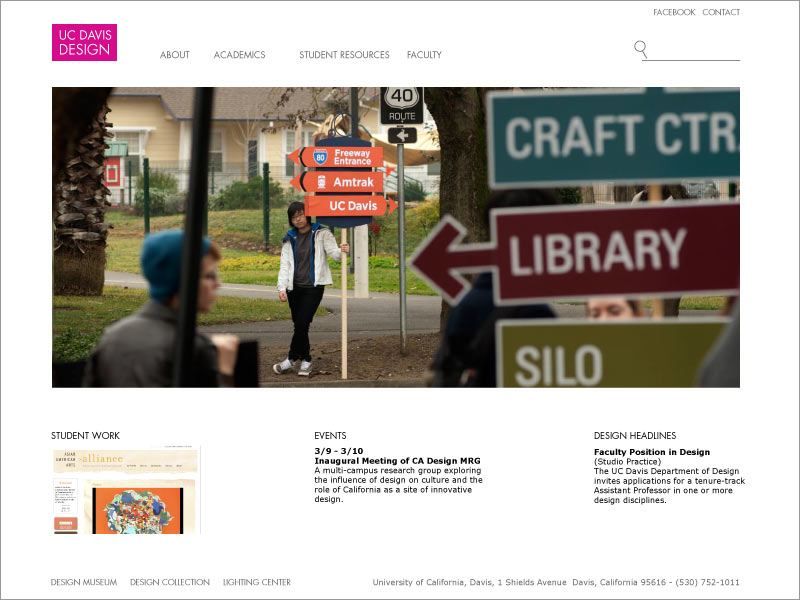 FACEBOOK CONTACT
UC DAVIS
DESIGN
ABOUT ACADEMICS STUDENT RESOURCES FACULTY
40
ROUTE
80 Freeway
Entrance
Amtrak
UC Davis
CRAFT CTR.
LIBRARY
SILO
STUDENT WORK
ASIAN
AMERICAN
ARTS
alliance
EVENTS
3/9 - 3/10
Inaugural Meeting of CA Design MRG
A multi-campus research group exploring
the influence of design on culture and the
role of California as a site of innovative
design.
DESIGN HEADLINES
Faculty Position in Design
(Studio Practice)
The UC Davis Department of Design
invites applications for a tenure-track
Assistant Professor in one or more
design disciplines.
DESIGN MUSEUM DESIGN COLLECTION LIGHTING CENTER
University of California, Davis, 1 Shields Avenue Davis, California 95616 - (530) 752-1011